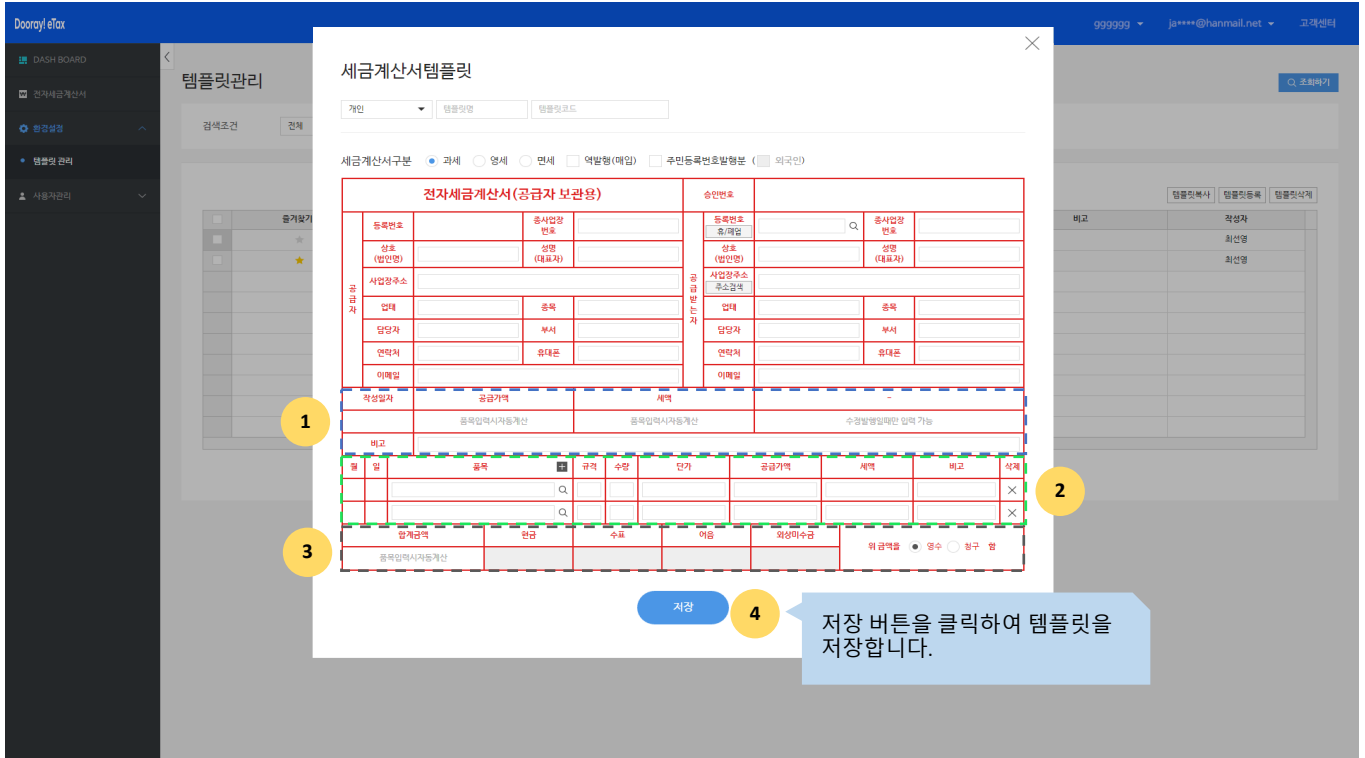 Dooray! eTax
gggggg
ja****@hanmail.net
고객센터
DASH BOARD
전자세금계산서
환경설정
템플릿 관리
사용자관리
템플릿관리
조회하기
검색조건
전체
템플릿복사
템플릿등록
템플릿삭제
즐겨찾기
비고
작성자
최선영
최선영
세금계산서템플릿
개인
템플릿명
템플릿코드
세금계산서구분 과세 영세 면세 역발행(매입) 주민등록번호발행분 ( 외국인)
전자세금계산서(공급자 보관용)
승인번호
공급자
등록번호
종사업장
번호
상호
(법인명)
성명
(대표자)
사업장주소
업태
종목
담당자
부서
연락처
휴대폰
이메일
공급받는자
등록번호
휴/폐업
종사업장
번호
상호
(법인명)
성명
(대표자)
사업장주소
주소검색
업태
종목
담당자
부서
연락처
휴대폰
이메일
1
작성일자 공급가액 세액 -
품목입력시자동계산 품목입력시자동계산 수정발행일때만 입력 가능
비고
월 일 품목 규격 수량 단가 공급가액 세액 비고 삭제
2
3
합계금액 현금 수표 어음 외상미수금
위 금액을 영수 청구 함
품목입력시자동계산
저장
4
저장 버튼을 클릭하여 템플릿을
저장합니다.